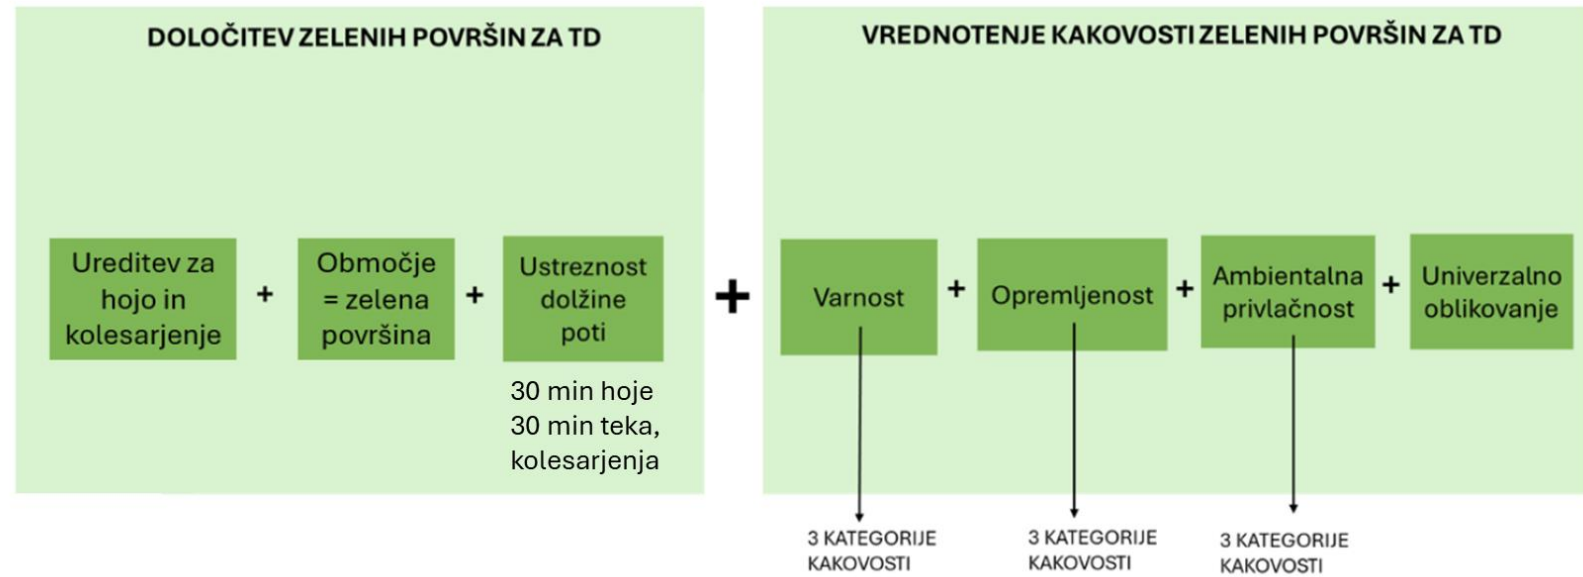 DOLOČITEV ZELENIH POVRŠIN ZA TD
Ureditev za
hojo in
kolesarjenje
+
Območje
= zelena
površina
+
Ustreznost
dolžine
poti
30 min hoje
30 min teka,
kolesarjenja
+
VREDNOTENJE KAKOVOSTI ZELENIH POVRŠIN ZA TD
Varnost
+
Opremljenost
+
Ambientalna
privlačnost
+
Univerzalno
oblikovanje
3 KATEGORIJE
KAKOVOSTI
3 KATEGORIJE
KAKOVOSTI
3 KATEGORIJE
KAKOVOSTI